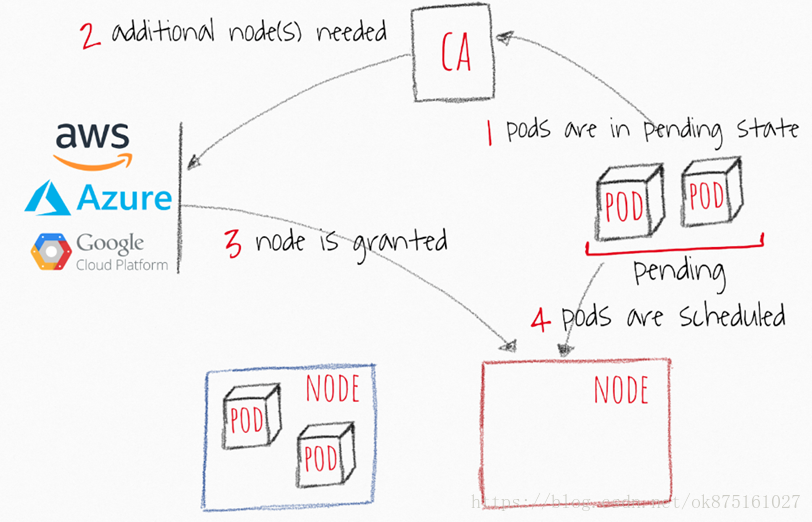 2 additional node(s) needed
CA
1 pods are in pending state
aws
Azure
Google
Cloud Platform
POD
POD
3 node is granted
pending
4 pods are scheduled
NODE
POD
POD
NODE
https://blog.csdn.net/ok875161027